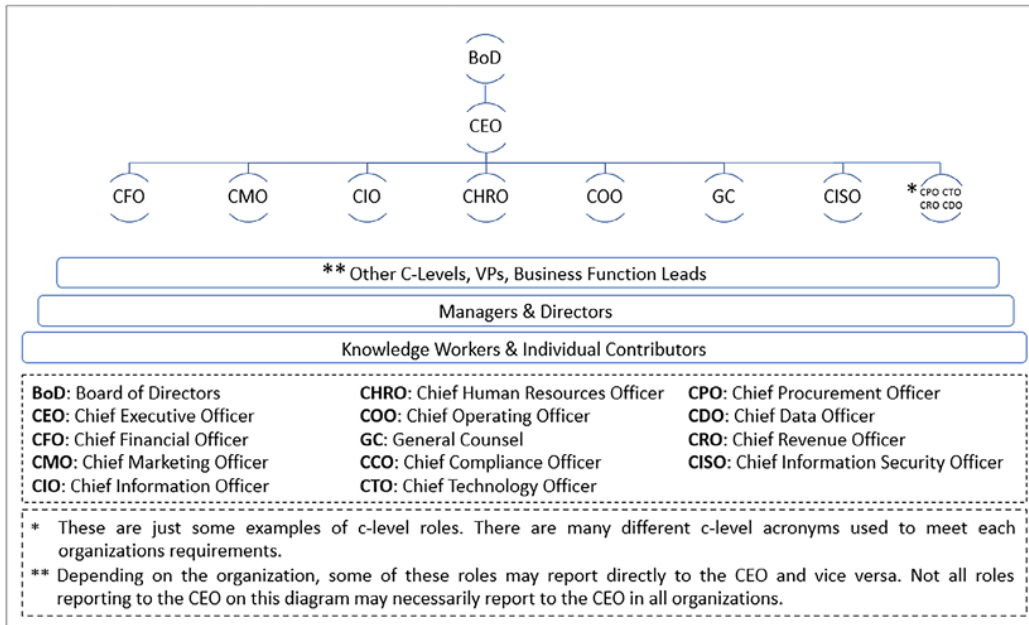 BoD
CEO
CFO CMO CIO CHRO COO GC CISO * CPO CTO
CRO CDO
** Other C-Levels, VPs, Business Function Leads
Managers & Directors
Knowledge Workers & Individual Contributors
BoD: Board of Directors
CEO: Chief Executive Officer
CFO: Chief Financial Officer
CMO: Chief Marketing Officer
CIO: Chief Information Officer
CHRO: Chief Human Resources Officer
COO: Chief Operating Officer
GC: General Counsel
CCO: Chief Compliance Officer
CTO: Chief Technology Officer
CPO: Chief Procurement Officer
CDO: Chief Data Officer
CRO: Chief Revenue Officer
CISO: Chief Information Security Officer
* These are just some examples of c-level roles. There are many different c-level acronyms used to meet each
organizations requirements.
** Depending on the organization, some of these roles may report directly to the CEO and vice versa. Not all roles
reporting to the CEO on this diagram may necessarily report to the CEO in all organizations.